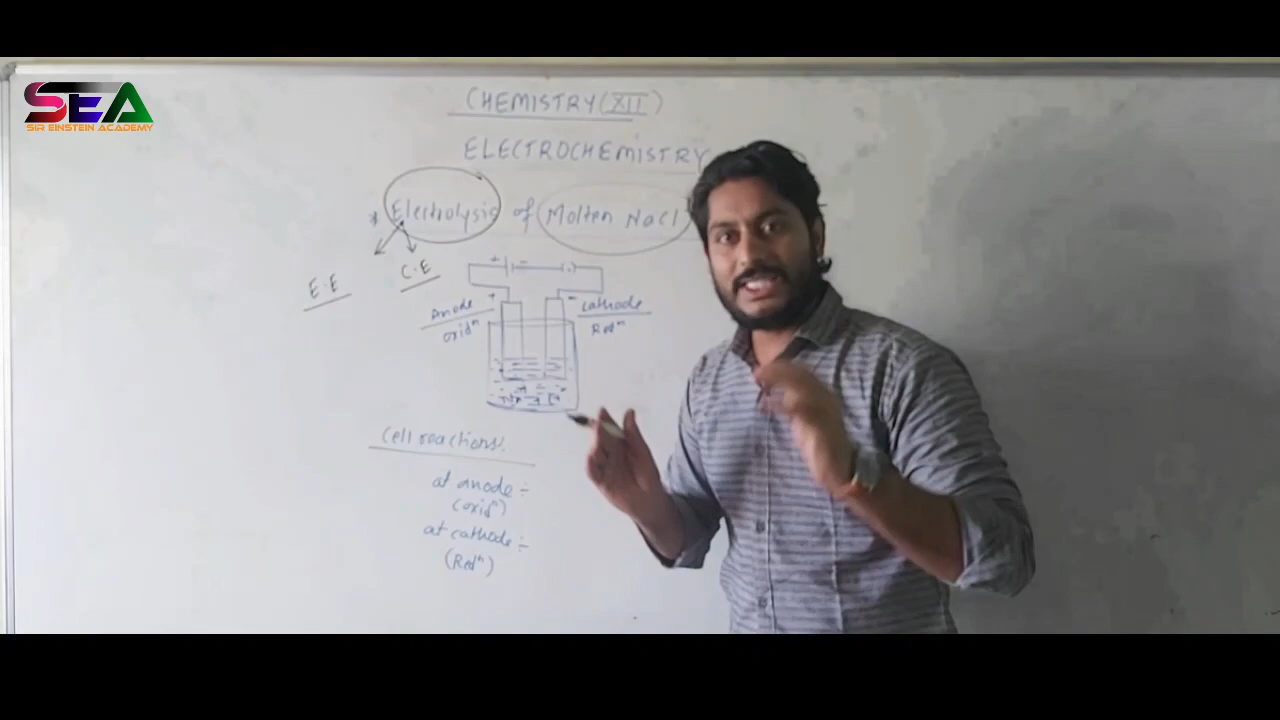 SEA
SIR EINSTEIN ACADEMY
CHEMISTRY (XII)
ELECTROCHEMISTRY
* Electrolysis of Molten NaCl
E.E
C.E
+ -
+ -
Anode
oxidⁿ
Cathode
Redⁿ
Cell reactions:
at anode :-
(oxidⁿ)
at cathode :-
(Redⁿ)